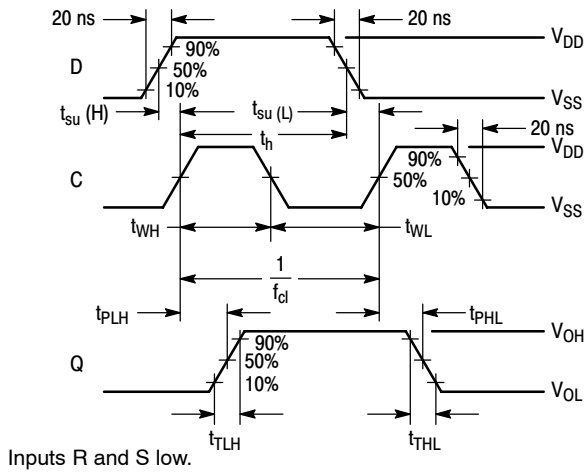 20 ns
20 ns
V_DD
D
90%
50%
10%
V_SS
t_su (H)
t_su (L)
t_h
20 ns
V_DD
C
90%
50%
10%
V_SS
t_WH
t_WL
1
f_cl
t_PLH
t_PHL
V_OH
Q
90%
50%
10%
V_OL
t_TLH
t_THL
Inputs R and S low.